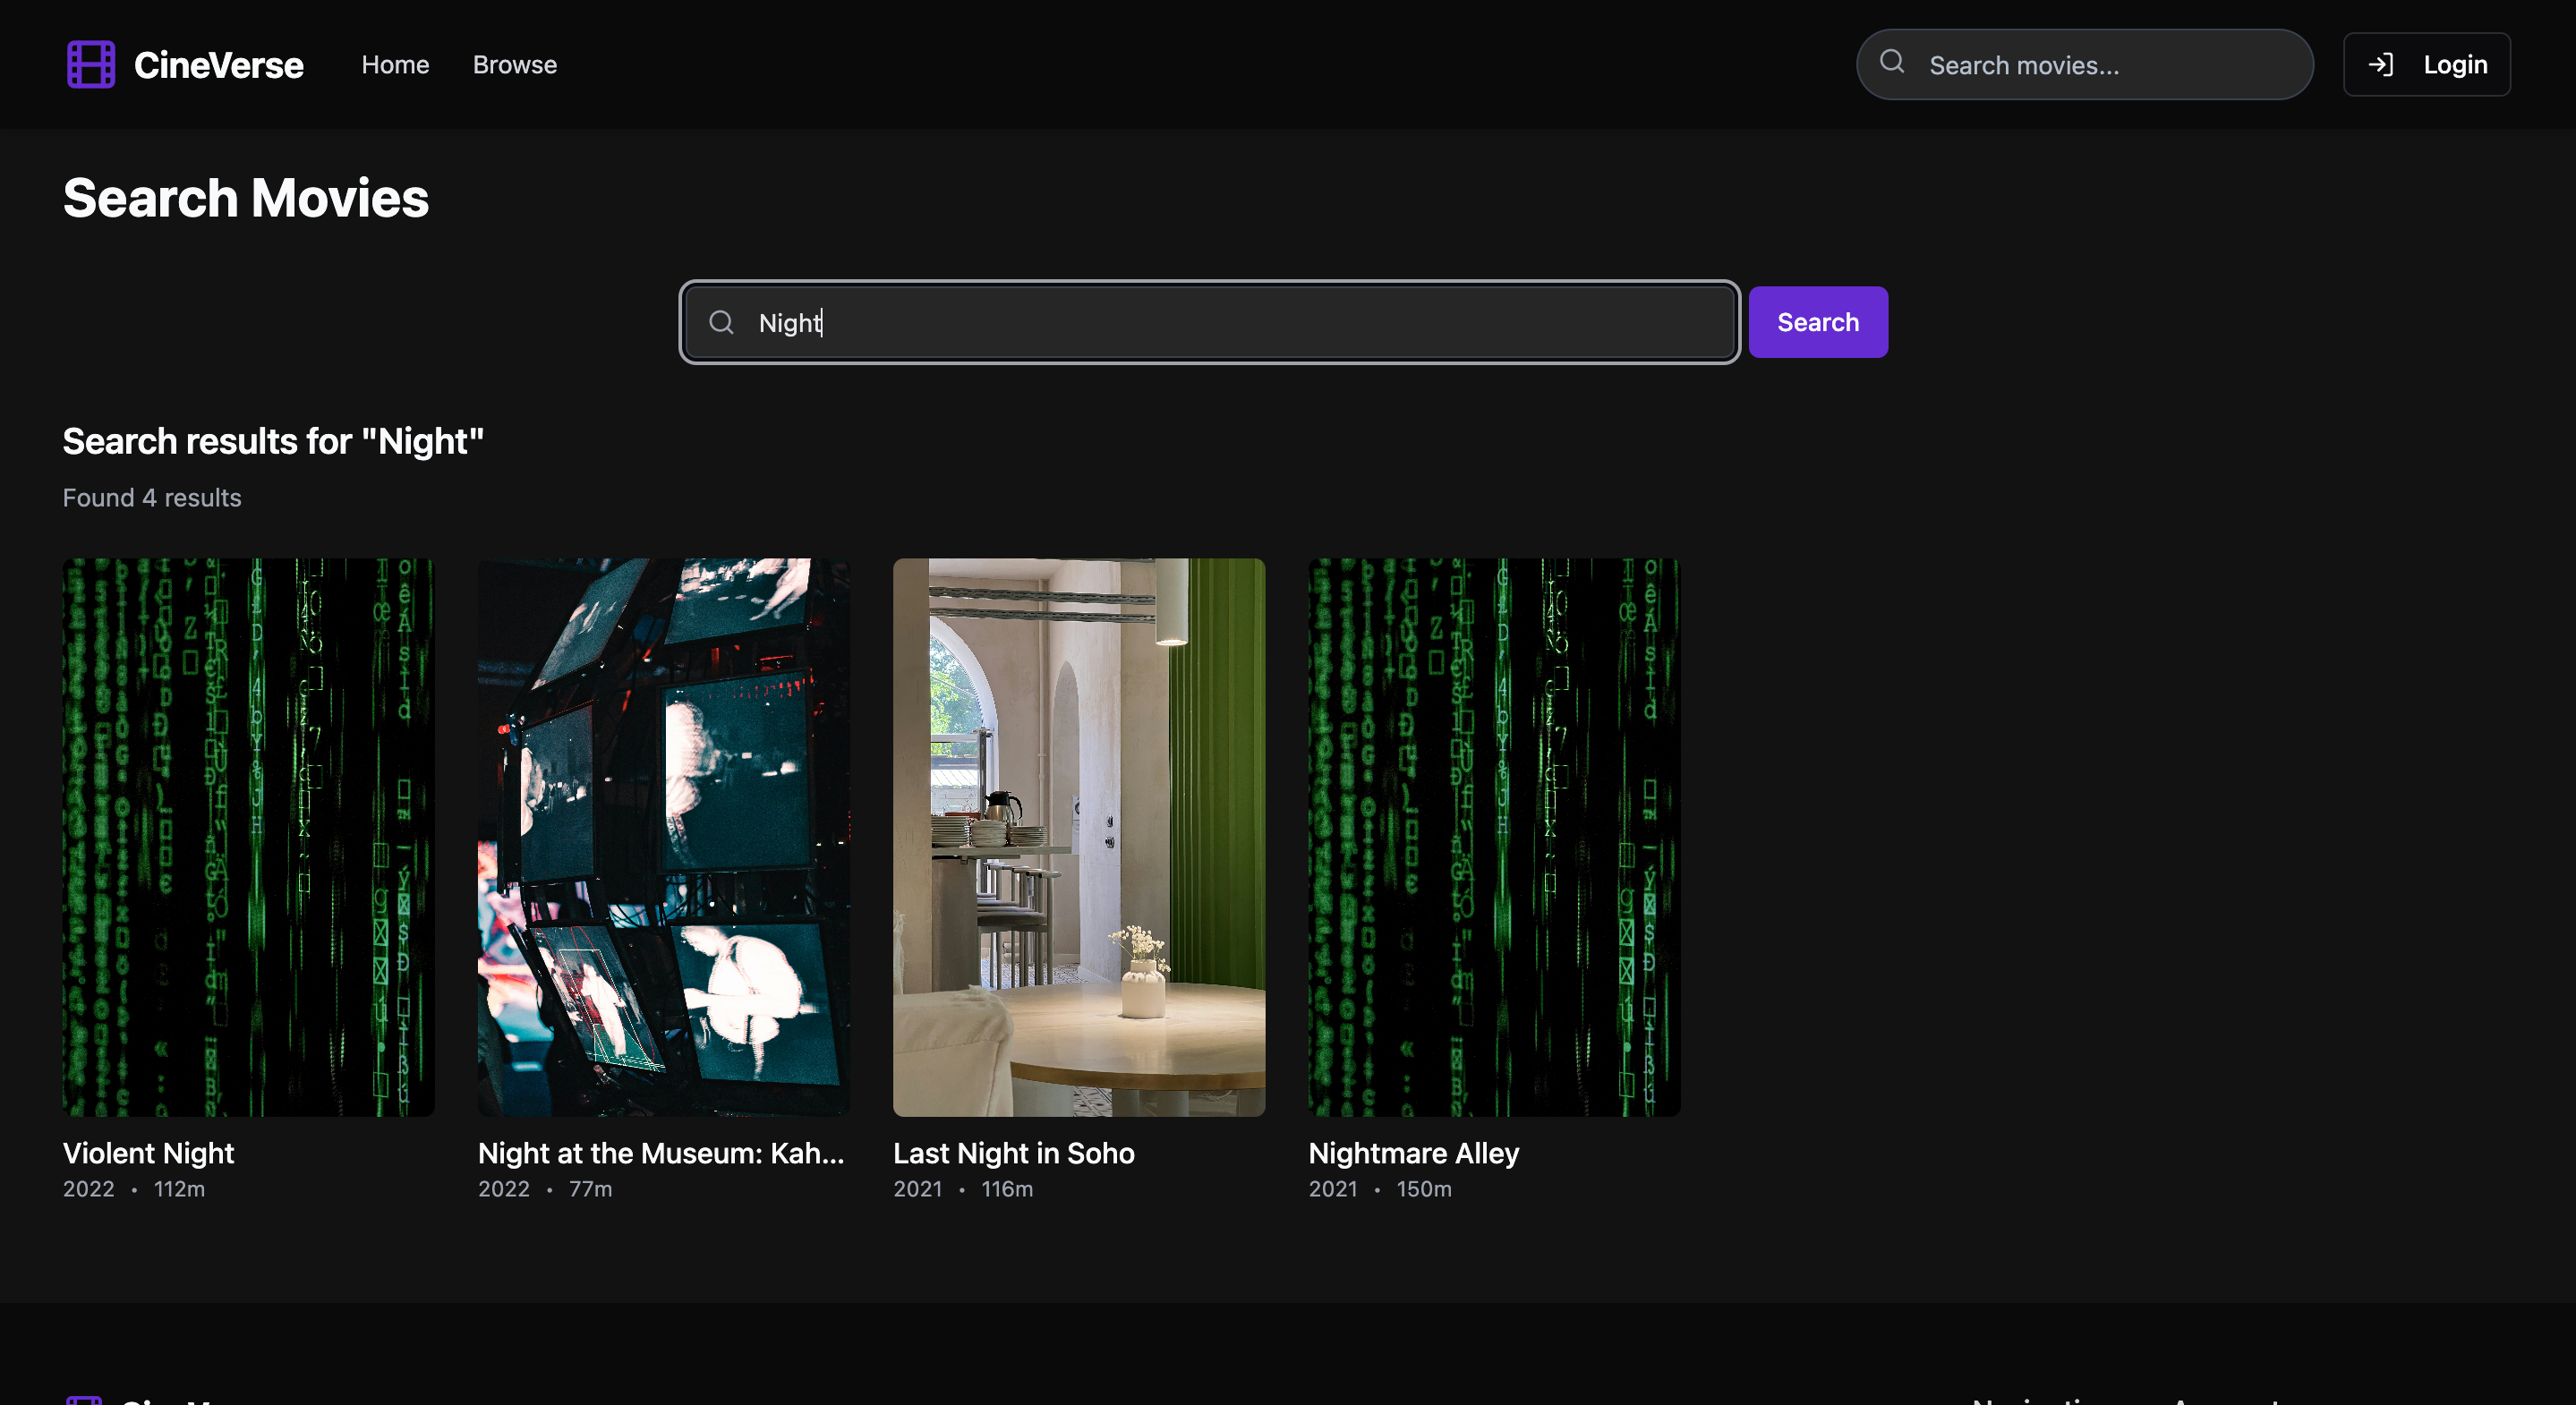 CineVerse Home Browse Search movies... Login
Search Movies
Night Search
Search results for "Night"
Found 4 results
Violent Night
2022 • 112m
Night at the Museum: Kah...
2022 • 77m
Last Night in Soho
2021 • 116m
Nightmare Alley
2021 • 150m